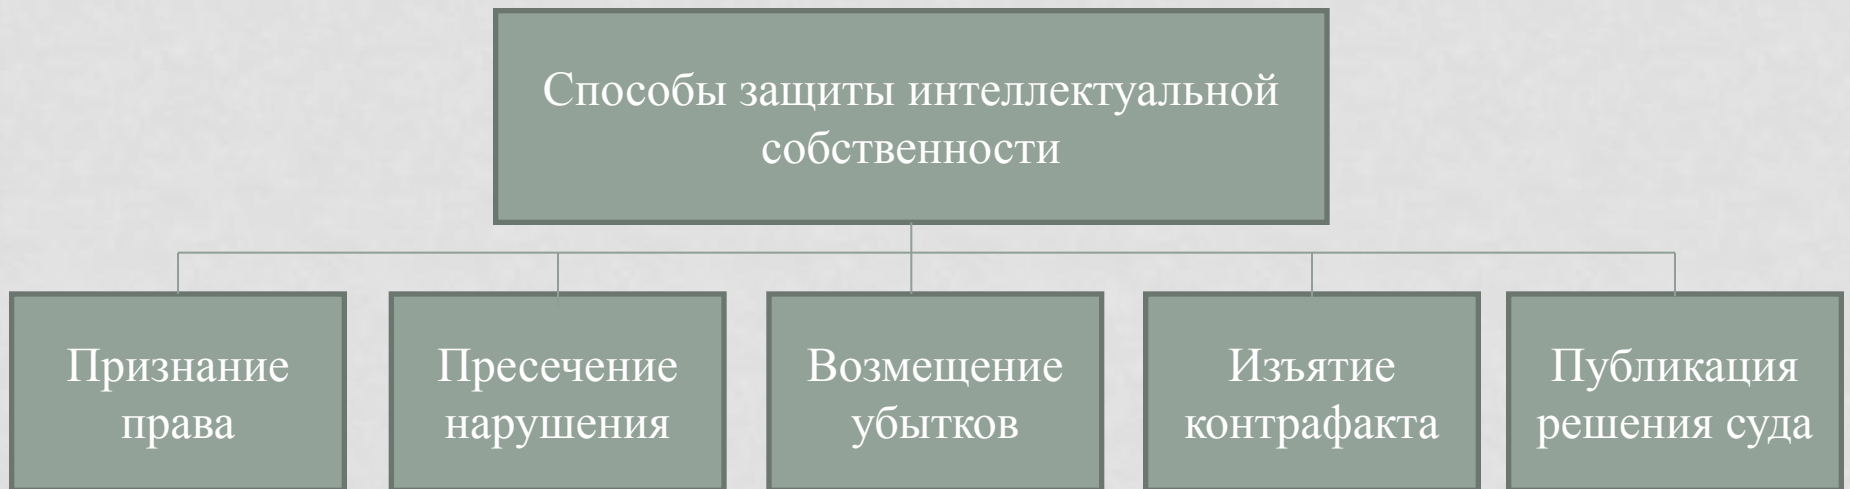 Способы защиты интеллектуальной
собственности
Признание
права
Пресечение
нарушения
Возмещение
убытков
Изъятие
контрафакта
Публикация
решения суда